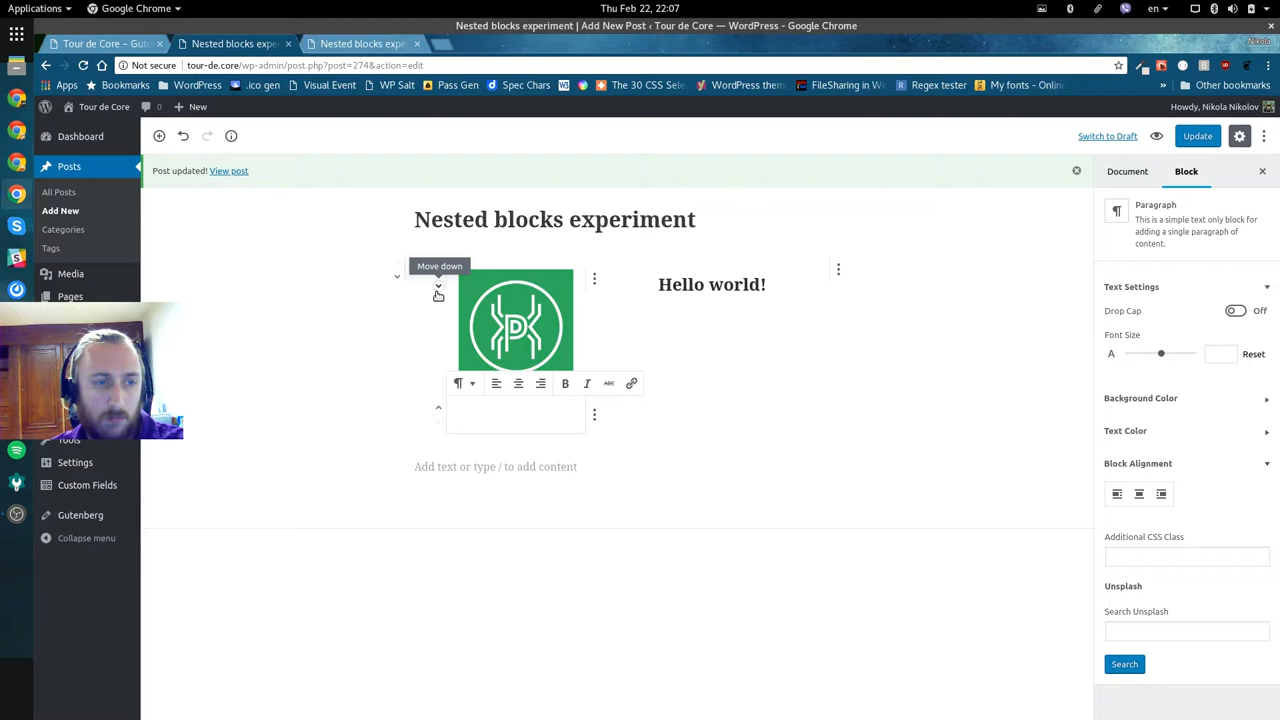 Applications
Google Chrome
Thu Feb 22, 22:07
en
Nested blocks experiment | Add New Post ‹ Tour de Core — WordPress - Google Chrome
Tour de Core – Gute
Nested blocks expe
Nested blocks expe
Nikola
Not secure
tour-de.core/wp-admin/post.php?post=274&action=edit
Apps
Bookmarks
WordPress
.ico gen
Visual Event
WP Salt
Pass Gen
Spec Chars
The 30 CSS Sele
WordPress them
FileSharing in Wi
Regex tester
My fonts - Onlin
Other bookmarks
Tour de Core
0
New
Howdy, Nikola Nikolov
Dashboard
Posts
All Posts
Add New
Categories
Tags
Media
Pages
Tools
Settings
Custom Fields
Gutenberg
Collapse menu
Switch to Draft
Update
Post updated! View post
Nested blocks experiment
Move down
Hello world!
B
I
ABC
Add text or type / to add content
Document
Block
Paragraph
This is a simple text only block for
adding a single paragraph of
content.
Text Settings
Drop Cap
Off
Font Size
A
Reset
Background Color
Text Color
Block Alignment
Additional CSS Class
Unsplash
Search Unsplash
Search